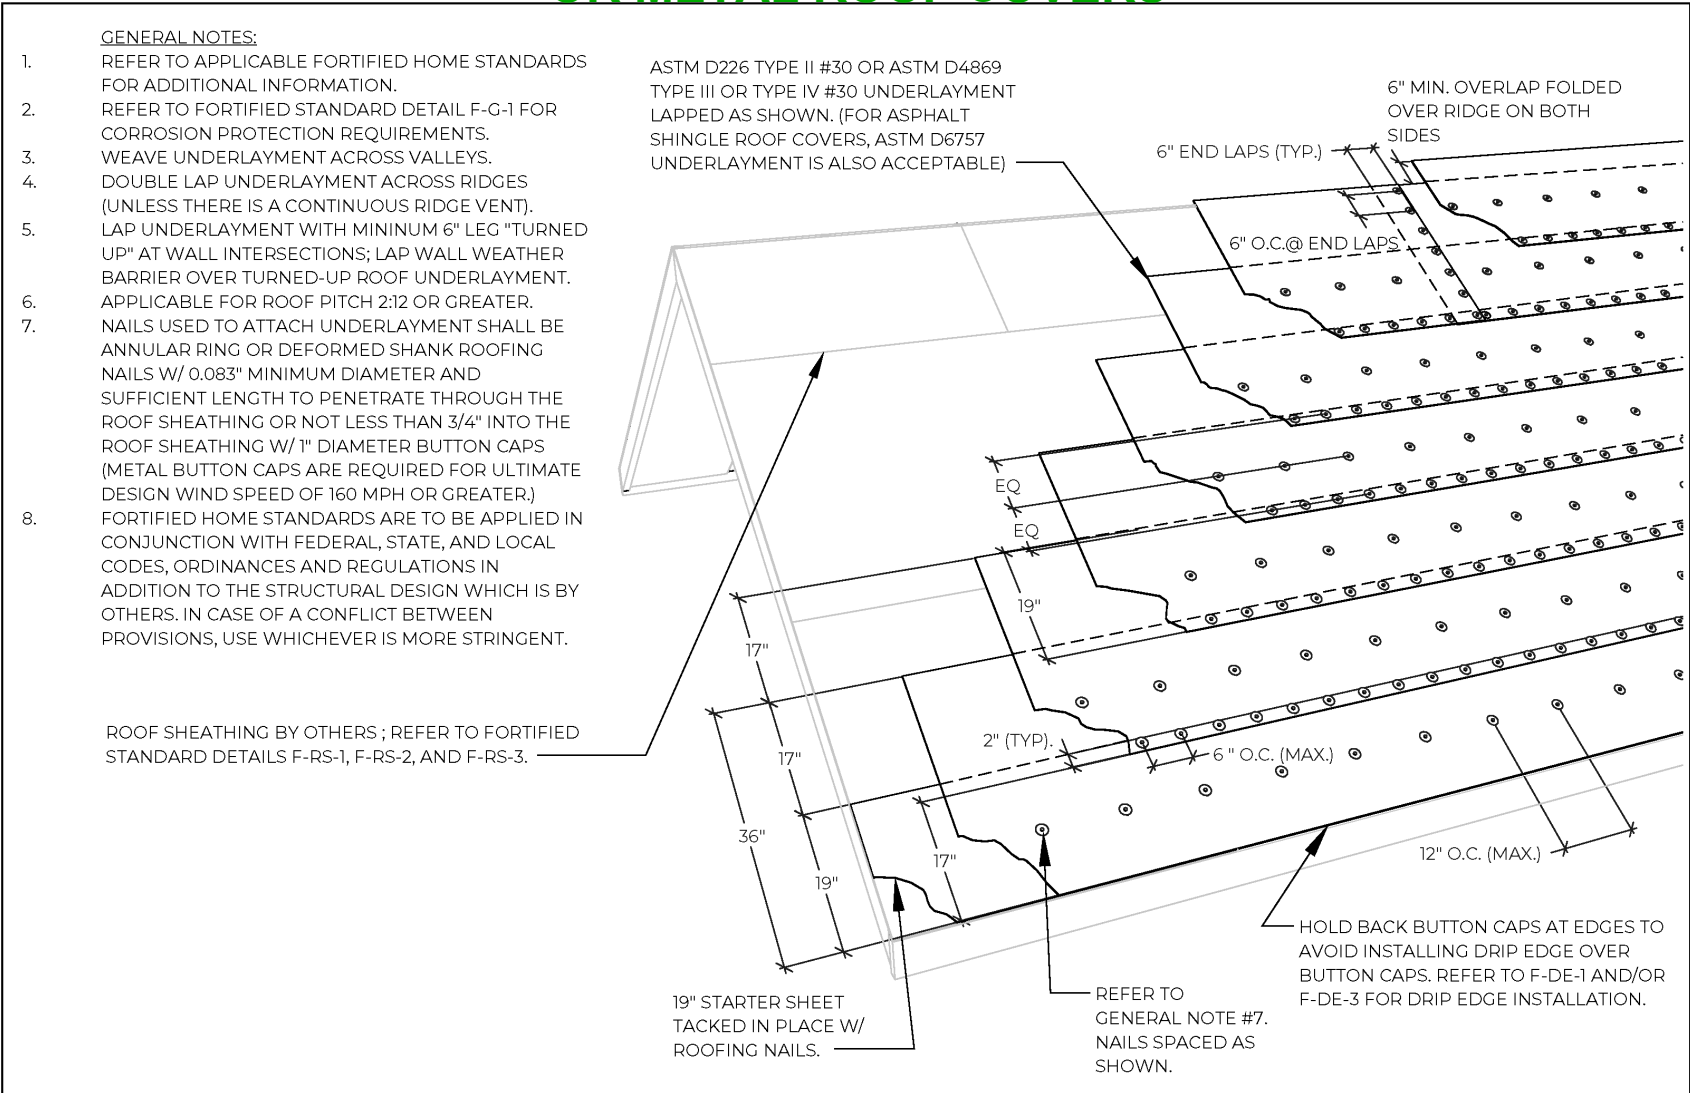 GENERAL NOTES:
1. REFER TO APPLICABLE FORTIFIED HOME STANDARDS
FOR ADDITIONAL INFORMATION.
2. REFER TO FORTIFIED STANDARD DETAIL F-G-1 FOR
CORROSION PROTECTION REQUIREMENTS.
3. WEAVE UNDERLAYMENT ACROSS VALLEYS.
4. DOUBLE LAP UNDERLAYMENT ACROSS RIDGES
(UNLESS THERE IS A CONTINUOUS RIDGE VENT).
5. LAP UNDERLAYMENT WITH MININUM 6" LEG "TURNED
UP" AT WALL INTERSECTIONS; LAP WALL WEATHER
BARRIER OVER TURNED-UP ROOF UNDERLAYMENT.
6. APPLICABLE FOR ROOF PITCH 2:12 OR GREATER.
7. NAILS USED TO ATTACH UNDERLAYMENT SHALL BE
ANNULAR RING OR DEFORMED SHANK ROOFING
NAILS W/ 0.083" MINIMUM DIAMETER AND
SUFFICIENT LENGTH TO PENETRATE THROUGH THE
ROOF SHEATHING OR NOT LESS THAN 3/4" INTO THE
ROOF SHEATHING W/ 1" DIAMETER BUTTON CAPS
(METAL BUTTON CAPS ARE REQUIRED FOR ULTIMATE
DESIGN WIND SPEED OF 160 MPH OR GREATER.)
8. FORTIFIED HOME STANDARDS ARE TO BE APPLIED IN
CONJUNCTION WITH FEDERAL, STATE, AND LOCAL
CODES, ORDINANCES AND REGULATIONS IN
ADDITION TO THE STRUCTURAL DESIGN WHICH IS BY
OTHERS. IN CASE OF A CONFLICT BETWEEN
PROVISIONS, USE WHICHEVER IS MORE STRINGENT.
ROOF SHEATHING BY OTHERS ; REFER TO FORTIFIED
STANDARD DETAILS F-RS-1, F-RS-2, AND F-RS-3.
ASTM D226 TYPE II #30 OR ASTM D4869
TYPE III OR TYPE IV #30 UNDERLAYMENT
LAPPED AS SHOWN. (FOR ASPHALT
SHINGLE ROOF COVERS, ASTM D6757
UNDERLAYMENT IS ALSO ACCEPTABLE)
6" MIN. OVERLAP FOLDED
OVER RIDGE ON BOTH
SIDES
6" END LAPS (TYP.)
6" O.C.@ END LAPS
EQ
EQ
19"
17"
17"
36"
19"
17"
2" (TYP).
6 " O.C. (MAX.)
12" O.C. (MAX.)
19" STARTER SHEET
TACKED IN PLACE W/
ROOFING NAILS.
REFER TO
GENERAL NOTE #7.
NAILS SPACED AS
SHOWN.
HOLD BACK BUTTON CAPS AT EDGES TO
AVOID INSTALLING DRIP EDGE OVER
BUTTON CAPS. REFER TO F-DE-1 AND/OR
F-DE-3 FOR DRIP EDGE INSTALLATION.